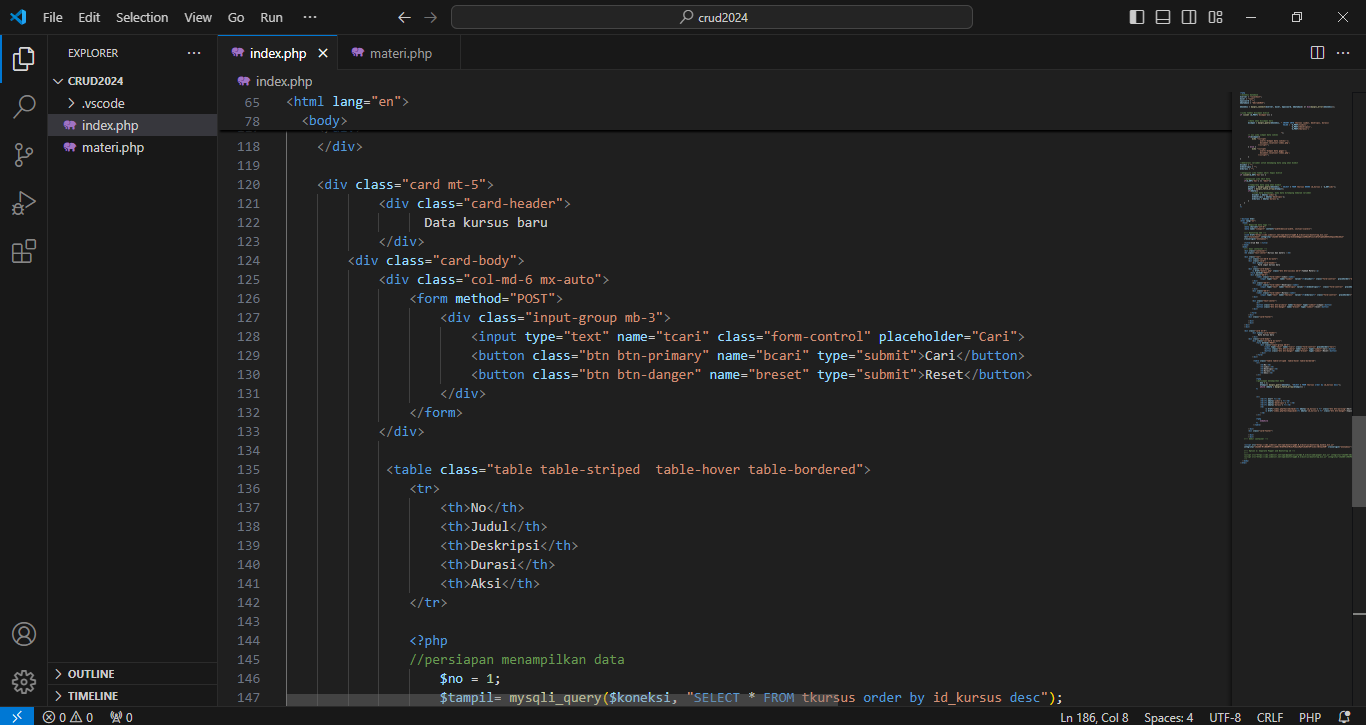 File Edit Selection View Go Run ··· crud2024
EXPLORER ···
CRUD2024
.vscode
index.php
materi.php
OUTLINE
TIMELINE
index.php materi.php ···
index.php
65 <html lang="en">
78 <body>
118 </div>
119
120 <div class="card mt-5">
121 <div class="card-header">
122 Data kursus baru
123 </div>
124 <div class="card-body">
125 <div class="col-md-6 mx-auto">
126 <form method="POST">
127 <div class="input-group mb-3">
128 <input type="text" name="tcari" class="form-control" placeholder="Cari">
129 <button class="btn btn-primary" name="bcari" type="submit">Cari</button>
130 <button class="btn btn-danger" name="breset" type="submit">Reset</button>
131 </div>
132 </form>
133 </div>
134
135 <table class="table table-striped  table-hover table-bordered">
136 <tr>
137 <th>No</th>
138 <th>Judul</th>
139 <th>Deskripsi</th>
140 <th>Durasi</th>
141 <th>Aksi</th>
142 </tr>
143
144 <?php
145 //persiapan menampilkan data
146 $no = 1;
147 $tampil= mysqli_query($koneksi, "SELECT * FROM tkursus order by id_kursus desc");
0 0 0 Ln 186, Col 8 Spaces: 4 UTF-8 CRLF PHP